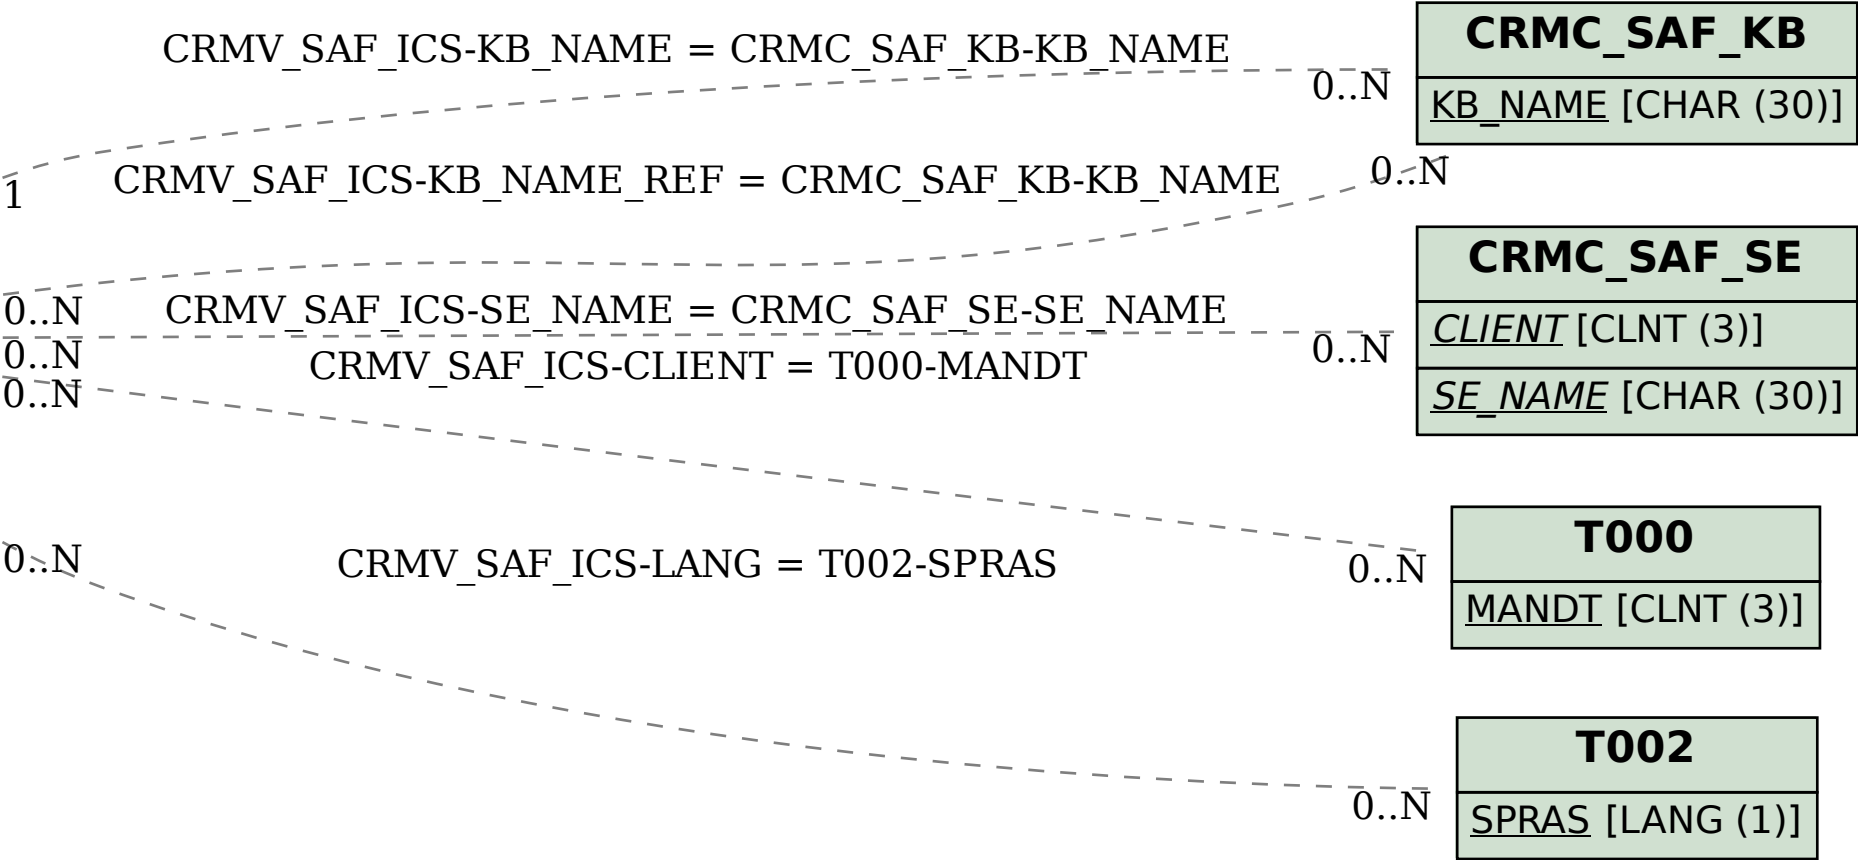 CRMV_SAF_ICS-KB_NAME = CRMC_SAF_KB-KB_NAME
0..N
1
CRMC_SAF_KB
KB_NAME [CHAR (30)]
CRMV_SAF_ICS-KB_NAME_REF = CRMC_SAF_KB-KB_NAME
0..N
0..N
CRMV_SAF_ICS-SE_NAME = CRMC_SAF_SE-SE_NAME
0..N
0..N
CRMC_SAF_SE
CLIENT [CLNT (3)]
SE_NAME [CHAR (30)]
CRMV_SAF_ICS-CLIENT = T000-MANDT
0..N
0..N
T000
MANDT [CLNT (3)]
CRMV_SAF_ICS-LANG = T002-SPRAS
0..N
0..N
T002
SPRAS [LANG (1)]